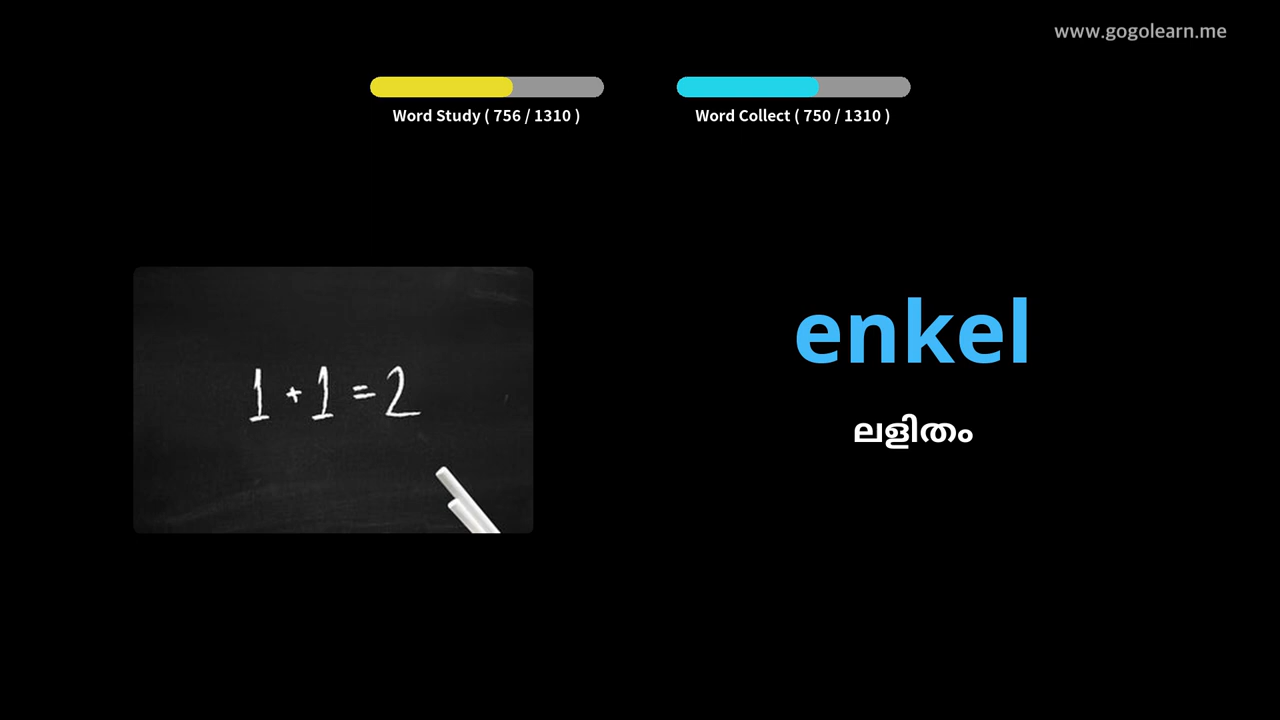 www.gogolearn.me
Word Study ( 756 / 1310 )
Word Collect ( 750 / 1310 )
1 + 1 = 2
enkel
ലളിതം